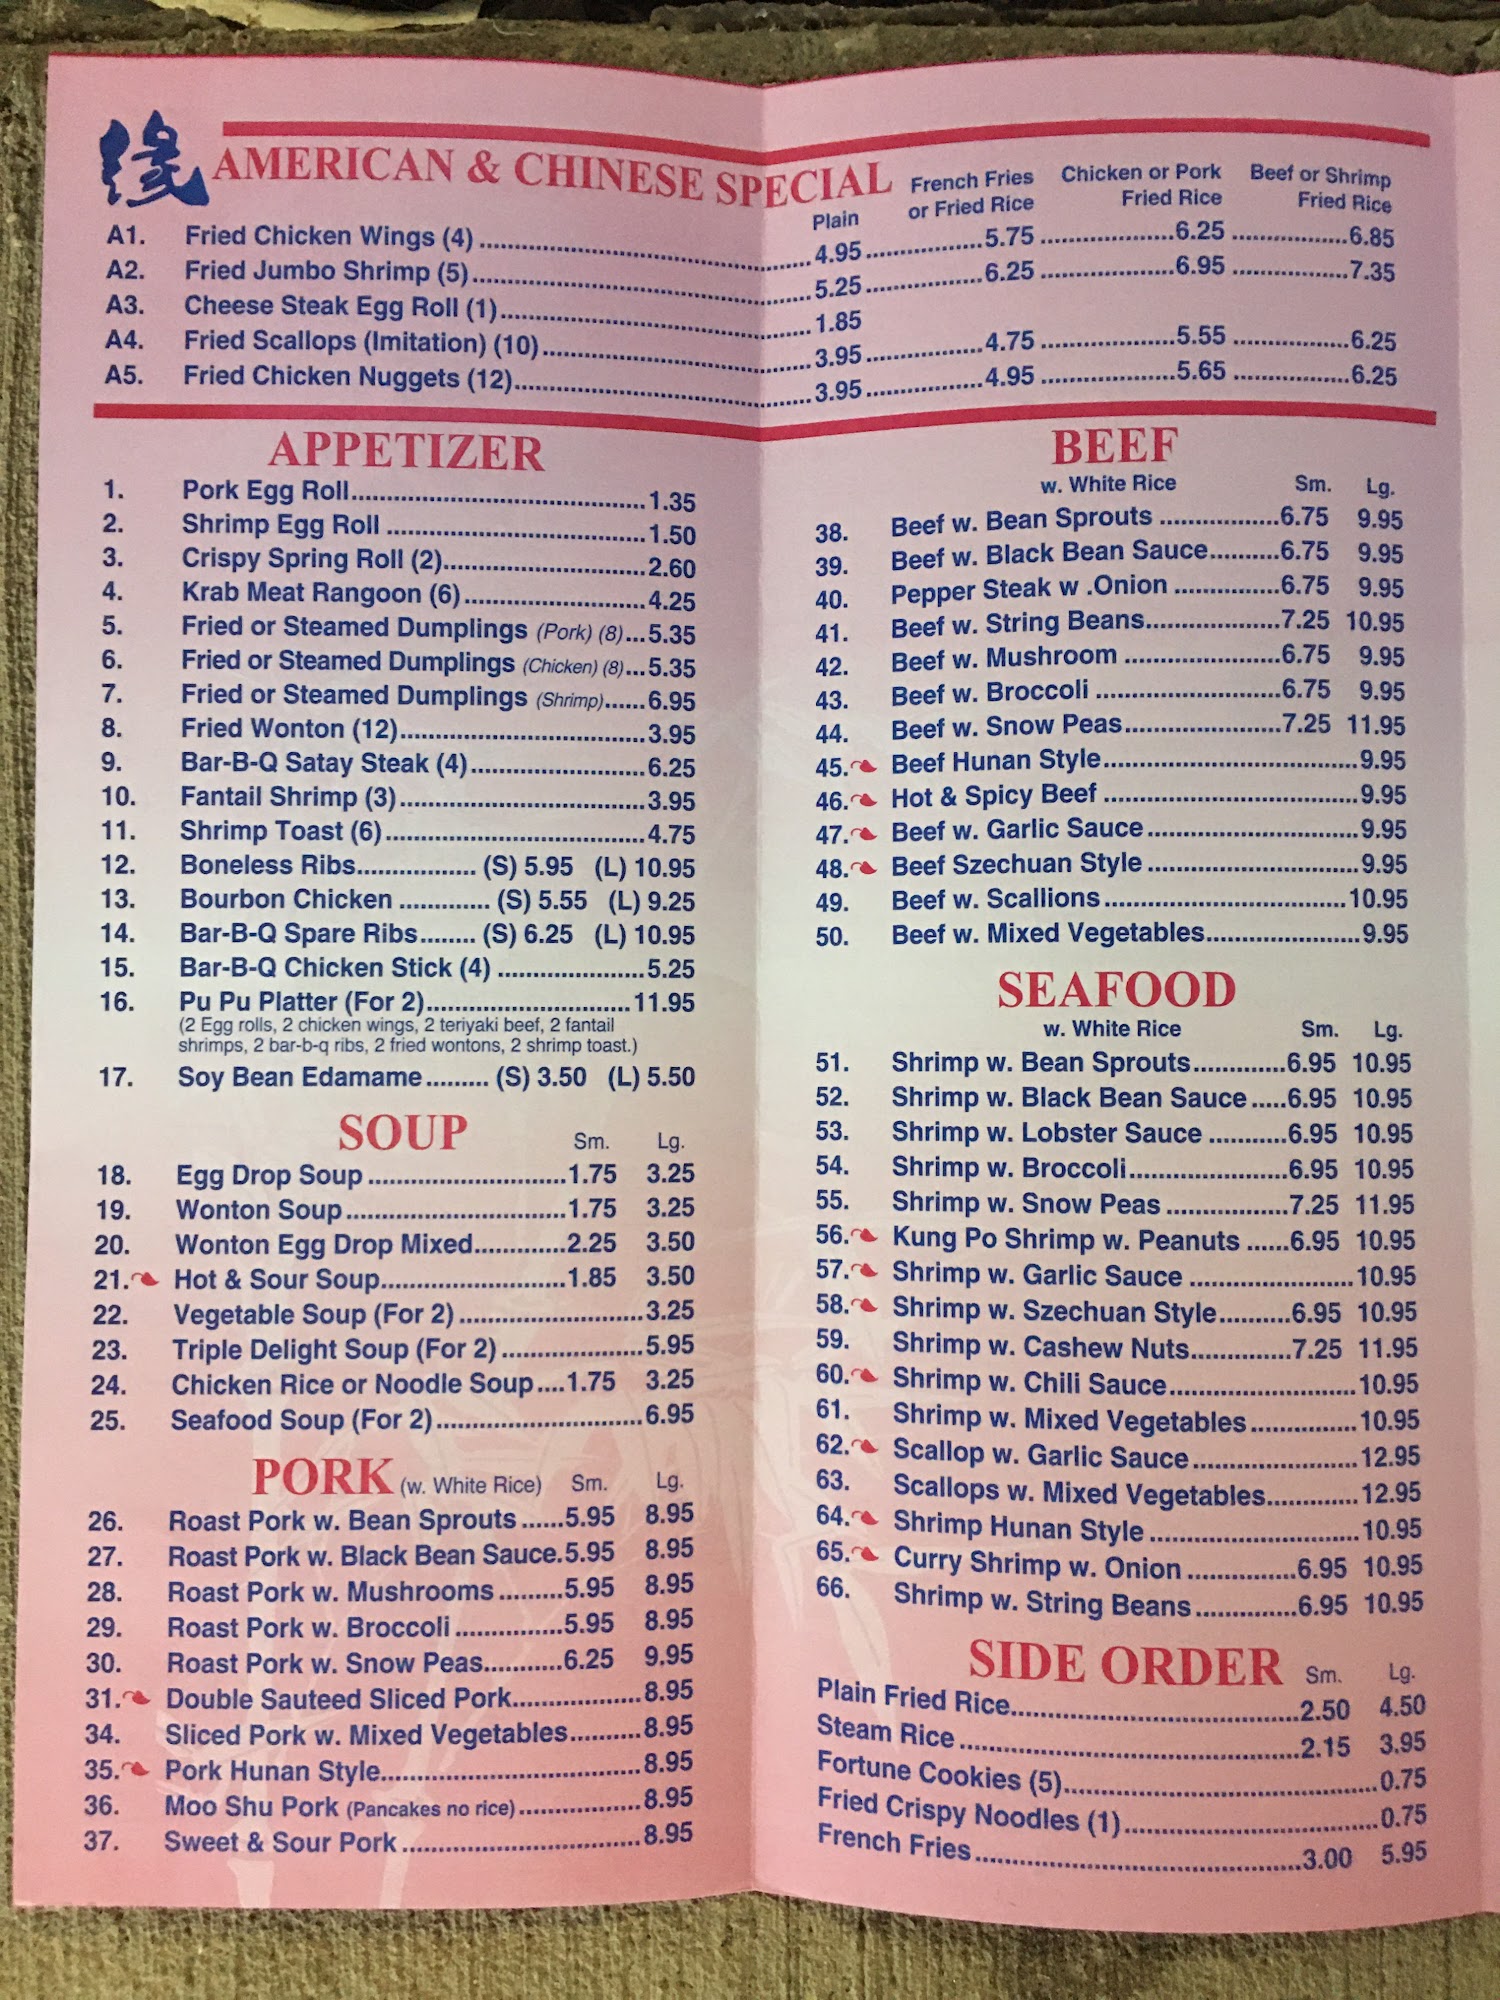 緣
AMERICAN & CHINESE SPECIAL
Plain
French Fries or Fried Rice
Chicken or Pork Fried Rice
Beef or Shrimp Fried Rice
A1. Fried Chicken Wings (4) 4.95 5.75 6.25 6.85
A2. Fried Jumbo Shrimp (5) 5.25 6.25 6.95 7.35
A3. Cheese Steak Egg Roll (1) 1.85
A4. Fried Scallops (Imitation) (10) 3.95 4.75 5.55 6.25
A5. Fried Chicken Nuggets (12) 3.95 4.95 5.65 6.25
APPETIZER
1. Pork Egg Roll 1.35
2. Shrimp Egg Roll 1.50
3. Crispy Spring Roll (2) 2.60
4. Krab Meat Rangoon (6) 4.25
5. Fried or Steamed Dumplings (Pork) (8) 5.35
6. Fried or Steamed Dumplings (Chicken) (8) 5.35
7. Fried or Steamed Dumplings (Shrimp) 6.95
8. Fried Wonton (12) 3.95
9. Bar-B-Q Satay Steak (4) 6.25
10. Fantail Shrimp (3) 3.95
11. Shrimp Toast (6) 4.75
12. Boneless Ribs (S) 5.95 (L) 10.95
13. Bourbon Chicken (S) 5.55 (L) 9.25
14. Bar-B-Q Spare Ribs (S) 6.25 (L) 10.95
15. Bar-B-Q Chicken Stick (4) 5.25
16. Pu Pu Platter (For 2) 11.95
(2 Egg rolls, 2 chicken wings, 2 teriyaki beef, 2 fantail
shrimps, 2 bar-b-q ribs, 2 fried wontons, 2 shrimp toast.)
17. Soy Bean Edamame (S) 3.50 (L) 5.50
SOUP Sm. Lg.
18. Egg Drop Soup 1.75 3.25
19. Wonton Soup 1.75 3.25
20. Wonton Egg Drop Mixed 2.25 3.50
21. Hot & Sour Soup 1.85 3.50
22. Vegetable Soup (For 2) 3.25
23. Triple Delight Soup (For 2) 5.95
24. Chicken Rice or Noodle Soup 1.75 3.25
25. Seafood Soup (For 2) 6.95
PORK (w. White Rice) Sm. Lg.
26. Roast Pork w. Bean Sprouts 5.95 8.95
27. Roast Pork w. Black Bean Sauce 5.95 8.95
28. Roast Pork w. Mushrooms 5.95 8.95
29. Roast Pork w. Broccoli 5.95 8.95
30. Roast Pork w. Snow Peas 6.25 9.95
31. Double Sauteed Sliced Pork 8.95
34. Sliced Pork w. Mixed Vegetables 8.95
35. Pork Hunan Style 8.95
36. Moo Shu Pork (Pancakes no rice) 8.95
37. Sweet & Sour Pork 8.95
BEEF
w. White Rice Sm. Lg.
38. Beef w. Bean Sprouts 6.75 9.95
39. Beef w. Black Bean Sauce 6.75 9.95
40. Pepper Steak w .Onion 6.75 9.95
41. Beef w. String Beans 7.25 10.95
42. Beef w. Mushroom 6.75 9.95
43. Beef w. Broccoli 6.75 9.95
44. Beef w. Snow Peas 7.25 11.95
45. Beef Hunan Style 9.95
46. Hot & Spicy Beef 9.95
47. Beef w. Garlic Sauce 9.95
48. Beef Szechuan Style 9.95
49. Beef w. Scallions 10.95
50. Beef w. Mixed Vegetables 9.95
SEAFOOD
w. White Rice Sm. Lg.
51. Shrimp w. Bean Sprouts 6.95 10.95
52. Shrimp w. Black Bean Sauce 6.95 10.95
53. Shrimp w. Lobster Sauce 6.95 10.95
54. Shrimp w. Broccoli 6.95 10.95
55. Shrimp w. Snow Peas 7.25 11.95
56. Kung Po Shrimp w. Peanuts 6.95 10.95
57. Shrimp w. Garlic Sauce 10.95
58. Shrimp w. Szechuan Style 6.95 10.95
59. Shrimp w. Cashew Nuts 7.25 11.95
60. Shrimp w. Chili Sauce 10.95
61. Shrimp w. Mixed Vegetables 10.95
62. Scallop w. Garlic Sauce 12.95
63. Scallops w. Mixed Vegetables 12.95
64. Shrimp Hunan Style 10.95
65. Curry Shrimp w. Onion 6.95 10.95
66. Shrimp w. String Beans 6.95 10.95
SIDE ORDER Sm. Lg.
Plain Fried Rice 2.50 4.50
Steam Rice 2.15 3.95
Fortune Cookies (5) 0.75
Fried Crispy Noodles (1) 0.75
French Fries 3.00 5.95